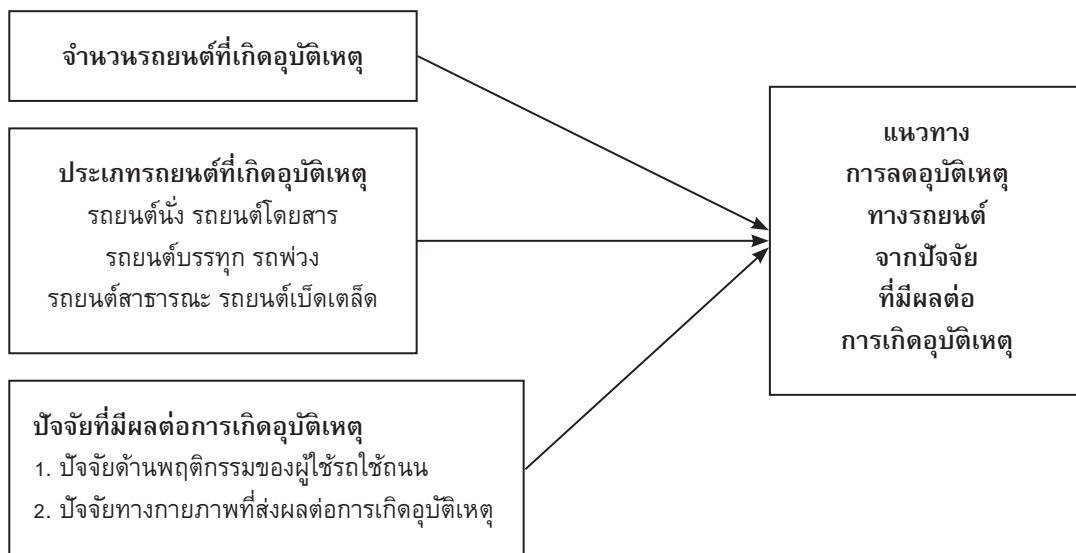 จำนวนรถยนต์ที่เกิดอุบัติเหตุ
ประเภทรถยนต์ที่เกิดอุบัติเหตุ
รถยนต์นั่ง รถยนต์โดยสาร
รถยนต์บรรทุก รถพ่วง
รถยนต์สาธารณะ รถยนต์เบ็ดเตล็ด
ปัจจัยที่มีผลต่อการเกิดอุบัติเหตุ
1. ปัจจัยด้านพฤติกรรมของผู้ใช้รถใช้ถนน
2. ปัจจัยทางกายภาพที่ส่งผลต่อการเกิดอุบัติเหตุ
แนวทาง
การลดอุบัติเหตุ
ทางรถยนต์
จากปัจจัย
ที่มีผลต่อ
การเกิดอุบัติเหตุ